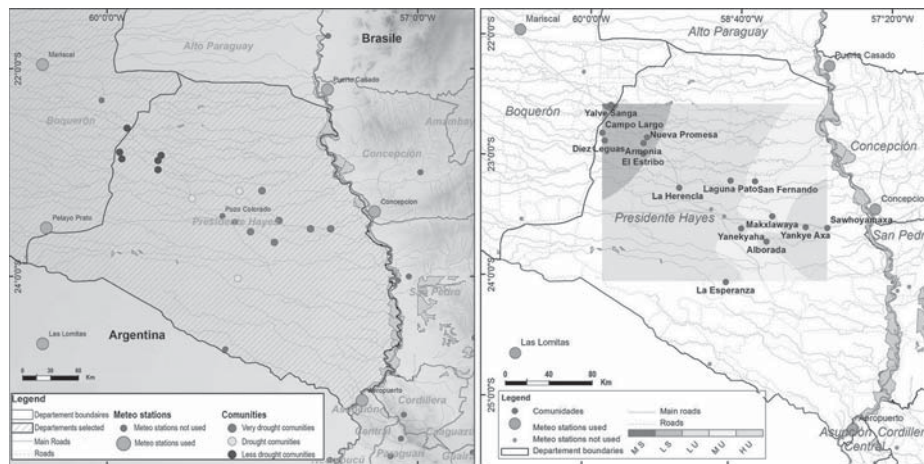 60°0'0"W
57°0'0"W
Brasile
Alto Paraguay
Mariscal
22°0'0"S
Puerto Casado
Boquerón
Amambay
Concepción
23°0'0"S
Concepcion
Pozo Colorado
Presidente Hayes
Pelayo Prato
24°0'0"S
San Pedro
Las Lomitas
Argentina
0 15 30 60
Km
Aeropuerto
Asunción
Cordillera
Central
Legend
Departement boundaires
Departements selected
Main Roads
Roads
Meteo stations
Meteo stations not used
Meteo stations used
Comunities
Very drought comunities
Drought comunities
Less drought comunities
60°0'0"W
58°40'0"W
57°20'0"W
Mariscal
22°0'0"S
Alto Paraguay
Puerto Casado
Boquerón
Yalve Sanga
Campo Largo
Nueva Promesa
Diez Leguas
Armonia
El Estribo
23°0'0"S
Concepción
La Herencia
Laguna Pato
San Fernando
Concepcion
Presidente Hayes
Makxlawaya
Sawhoyamaxa
San Pedro
Yanekyaha
Yankye Axa
Alborada
24°0'0"S
La Esperanza
Las Lomitas
0 20 40 80
Km
25°0'0"S
Aeropuerto
Asunción
Cordillera
Central
Legend
Comunidades
Meteo stations used
Meteo stations not used
Departement boundaries
Main roads
Roads
M S
L S
L U
M U
H U